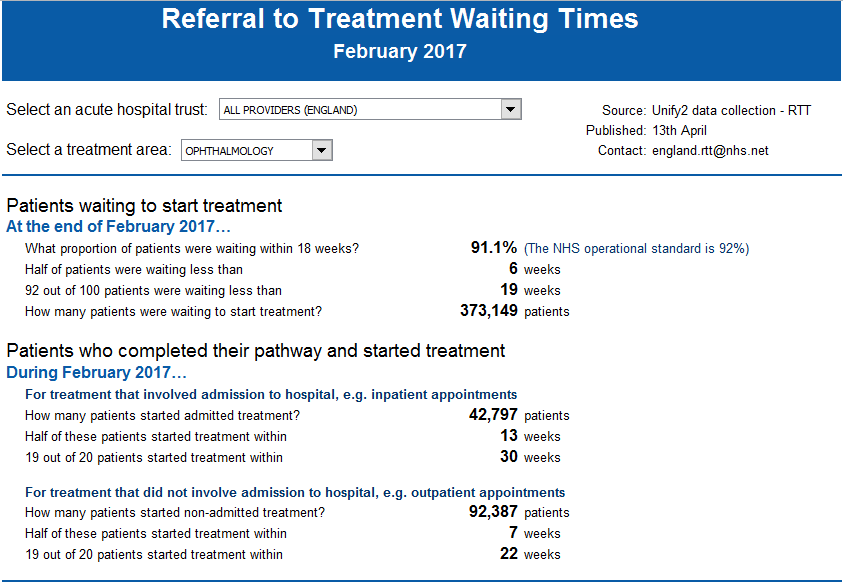 Referral to Treatment Waiting Times
February 2017
Select an acute hospital trust: ALL PROVIDERS (ENGLAND)
Source: Unify2 data collection - RTT
Published: 13th April
Select a treatment area: OPHTHALMOLOGY
Contact: england.rtt@nhs.net
Patients waiting to start treatment
At the end of February 2017…
What proportion of patients were waiting within 18 weeks? 91.1% (The NHS operational standard is 92%)
Half of patients were waiting less than 6 weeks
92 out of 100 patients were waiting less than 19 weeks
How many patients were waiting to start treatment? 373,149 patients
Patients who completed their pathway and started treatment
During February 2017…
For treatment that involved admission to hospital, e.g. inpatient appointments
How many patients started admitted treatment? 42,797 patients
Half of these patients started treatment within 13 weeks
19 out of 20 patients started treatment within 30 weeks
For treatment that did not involve admission to hospital, e.g. outpatient appointments
How many patients started non-admitted treatment? 92,387 patients
Half of these patients started treatment within 7 weeks
19 out of 20 patients started treatment within 22 weeks